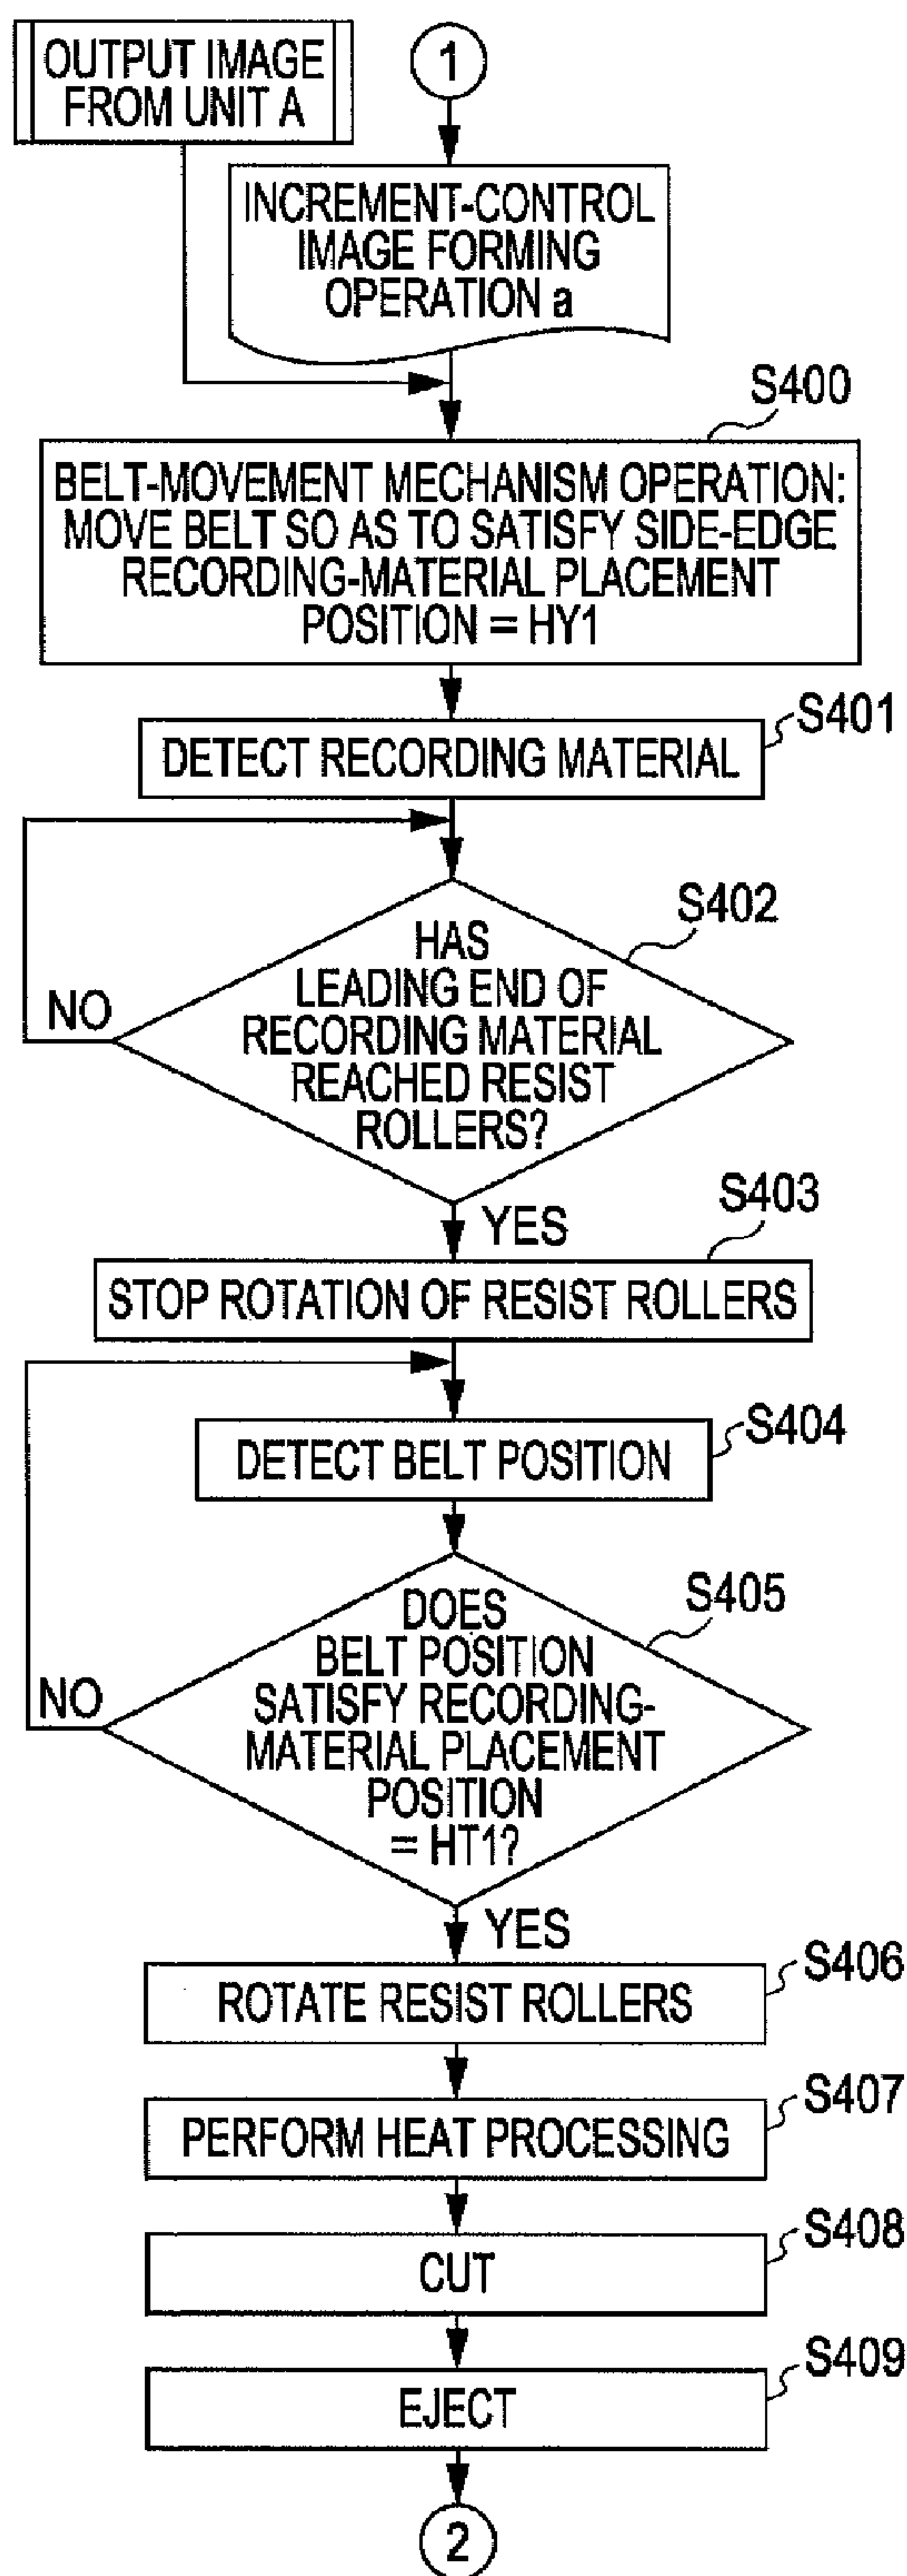 OUTPUT IMAGE
FROM UNIT A
1
INCREMENT-CONTROL
IMAGE FORMING
OPERATION a
S400
BELT-MOVEMENT MECHANISM OPERATION:
MOVE BELT SO AS TO SATISFY SIDE-EDGE
RECORDING-MATERIAL PLACEMENT
POSITION = HY1
S401
DETECT RECORDING MATERIAL
S402
HAS
LEADING END OF
RECORDING MATERIAL
REACHED RESIST
ROLLERS?
NO
YES
S403
STOP ROTATION OF RESIST ROLLERS
S404
DETECT BELT POSITION
S405
DOES
BELT POSITION
SATISFY RECORDING-
MATERIAL PLACEMENT
POSITION
= HT1?
NO
YES
S406
ROTATE RESIST ROLLERS
S407
PERFORM HEAT PROCESSING
S408
CUT
S409
EJECT
2